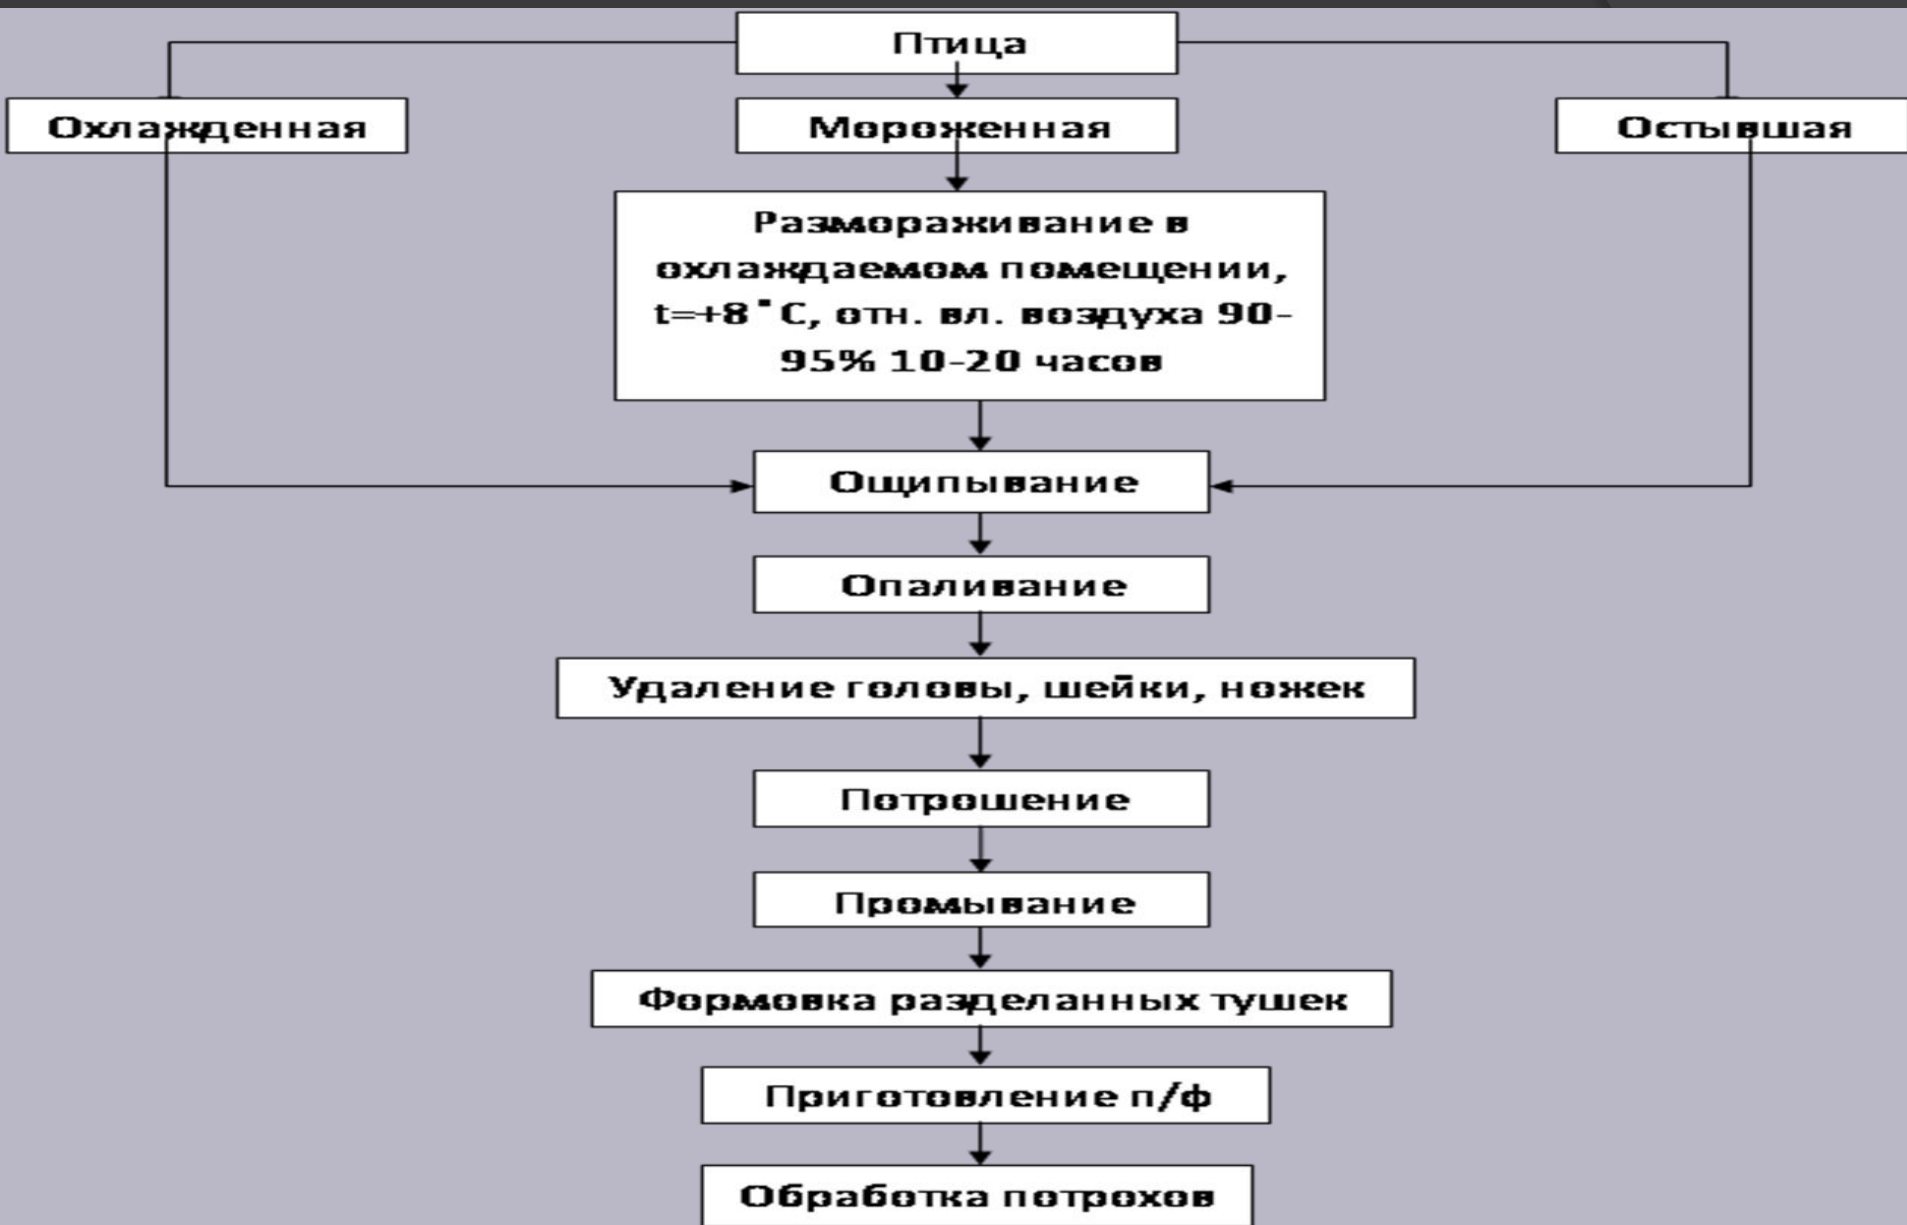 Птица
Охлажденная
Мороженная
Остывшая
Размораживание в
охлаждаемом помещении,
t=+8˚С, отн. вл. воздуха 90-
95% 10-20 часов
Ощипывание
Опаливание
Удаление головы, шейки, ножек
Потрошение
Промывание
Формовка разделанных тушек
Приготовление п/ф
Обработка потрохов